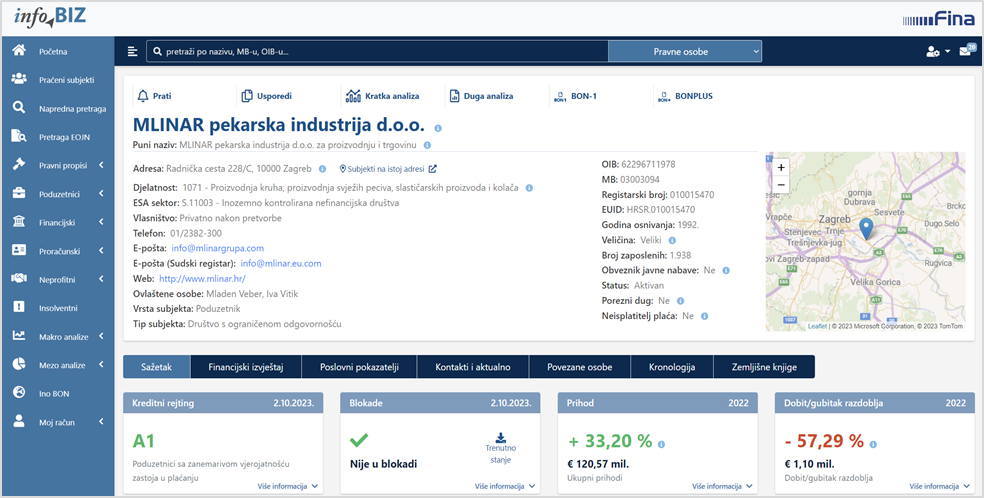 info.BIZ
Fina
Početna
Praćeni subjekti
Napredna pretraga
Pretraga EOJN
Pravni propisi
Poduzetnici
Financijski
Proračunski
Neprofitni
Insolventni
Makro analize
Mezo analize
Ino BON
Moj račun
pretraži po nazivu, MB-u, OIB-u...
Pravne osobe
20
Prati
Usporedi
Kratka analiza
Duga analiza
BON-1
BONPLUS
MLINAR pekarska industrija d.o.o.
Puni naziv: MLINAR pekarska industrija d.o.o. za proizvodnju i trgovinu
Adresa: Radnička cesta 228/C, 10000 Zagreb
Subjekti na istoj adresi
Djelatnost: 1071 - Proizvodnja kruha; proizvodnja svježih peciva, slastičarskih proizvoda i kolača
ESA sektor: S.11003 - Inozemno kontrolirana nefinancijska društva
Vlasništvo: Privatno nakon pretvorbe
Telefon: 01/2382-300
E-pošta: info@mlinargrupa.com
E-pošta (Sudski registar): info@mlinar.eu.com
Web: http://www.mlinar.hr/
Ovlaštene osobe: Mladen Veber, Iva Vitik
Vrsta subjekta: Poduzetnik
Tip subjekta: Društvo s ograničenom odgovornošću
OIB: 62296711978
MB: 03003094
Registarski broj: 010015470
EUID: HRSR.010015470
Godina osnivanja: 1992.
Veličina: Veliki
Broj zaposlenih: 1.938
Obveznik javne nabave: Ne
Status: Aktivan
Porezni dug: Ne
Neisplatitelj plaća: Ne
+
−
gornja
Dubrava
Vrapče
Zagreb
Sesvete
Brckov
Stenjevec
Trnje
Dugo Selo
Trešnjevka-jug
ovi Zagreb-zapad
Rugvica
Velika Gorica
Leaflet | © 2023 Microsoft Corporation, © 2023 TomTom
Sažetak
Financijski izvještaj
Poslovni pokazatelji
Kontakti i aktualno
Povezane osobe
Kronologija
Zemljišne knjige
Kreditni rejting
2.10.2023.
A1
Poduzetnici sa zanemarivom vjerojatnošću
zastoja u plaćanju
Više informacija
Blokade
2.10.2023.
Nije u blokadi
Trenutno
stanje
Više informacija
Prihod
2022
+ 33,20 %
€ 120,57 mil.
Ukupni prihodi
Više informacija
Dobit/gubitak razdoblja
2022
- 57,29 %
€ 1,10 mil.
Dobit/gubitak razdoblja
Više informacija